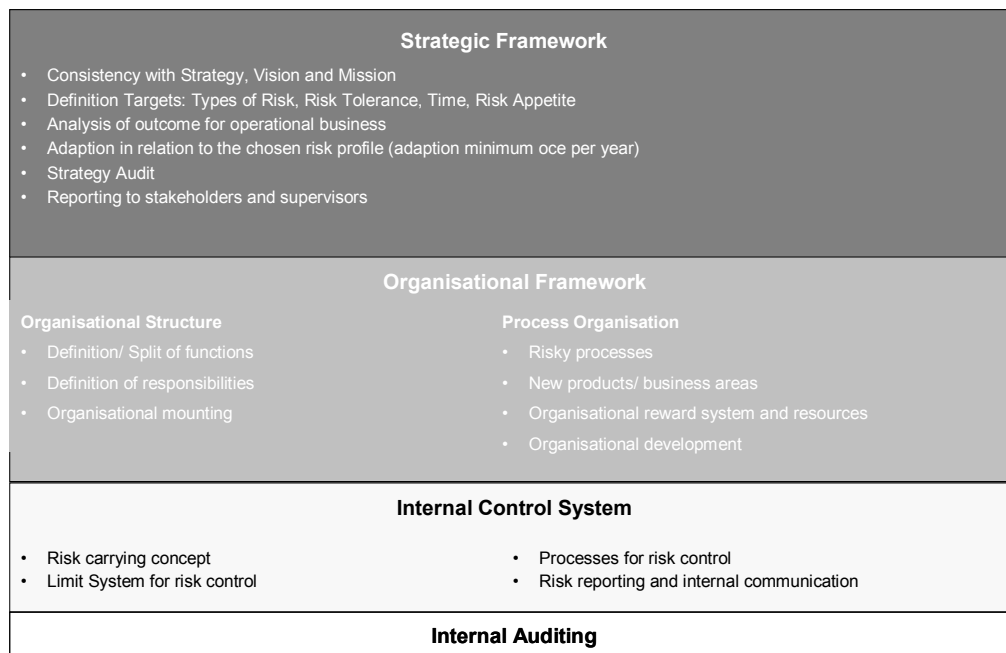 Strategic Framework
• Consistency with Strategy, Vision and Mission
• Definition Targets: Types of Risk, Risk Tolerance, Time, Risk Appetite
• Analysis of outcome for operational business
• Adaption in relation to the chosen risk profile (adaption minimum oce per year)
• Strategy Audit
• Reporting to stakeholders and supervisors
Organisational Framework
Organisational Structure
• Definition/ Split of functions
• Definition of responsibilities
• Organisational mounting
Process Organisation
• Risky processes
• New products/ business areas
• Organisational reward system and resources
• Organisational development
Internal Control System
• Risk carrying concept
• Limit System for risk control
• Processes for risk control
• Risk reporting and internal communication
Internal Auditing